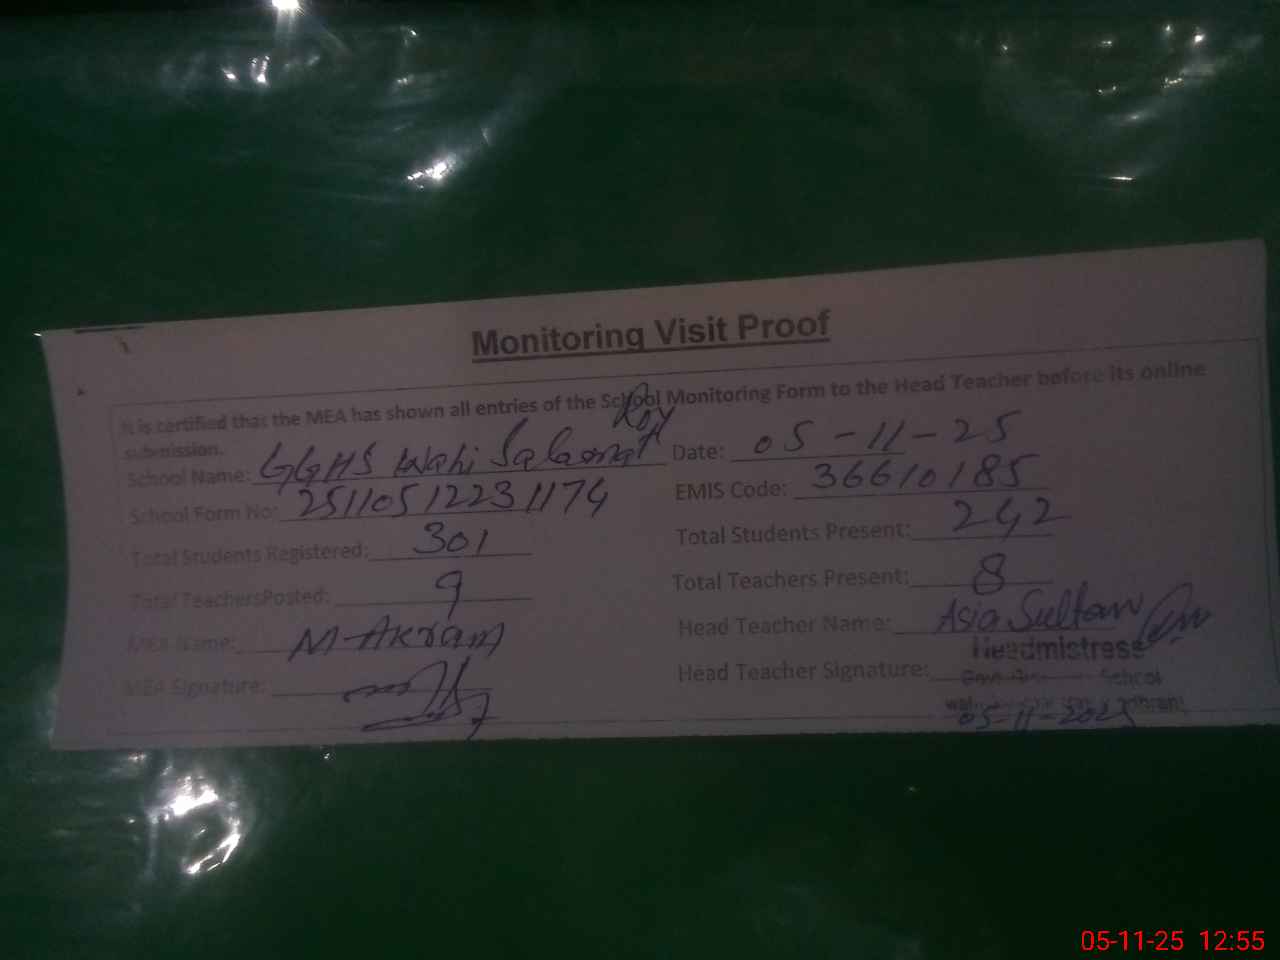 Monitoring Visit Proof
It is certified that the MEA has shown all entries of the School Monitoring Form to the Head Teacher before its online
submission.
School Name: GGHS Wahi Salamat Date: 05-11-25
School Form No: 25110512231174 EMIS Code: 36610185
Total Students Registered: 301 Total Students Present: 242
Total TeachersPosted: 9 Total Teachers Present: 8
MEA Name: M-Akram Head Teacher Name: Asia Sultan
Headmistress
MEA Signature: Head Teacher Signature:
School
05-11-2025
05-11-25 12:55